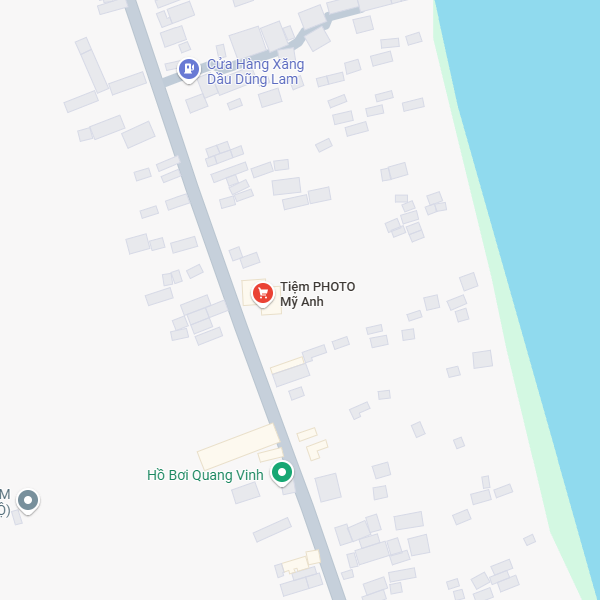 Cửa Hàng Xăng
Dầu Dũng Lam
Tiệm PHOTO
Mỹ Anh
Hồ Bơi Quang Vinh
M
Ộ)